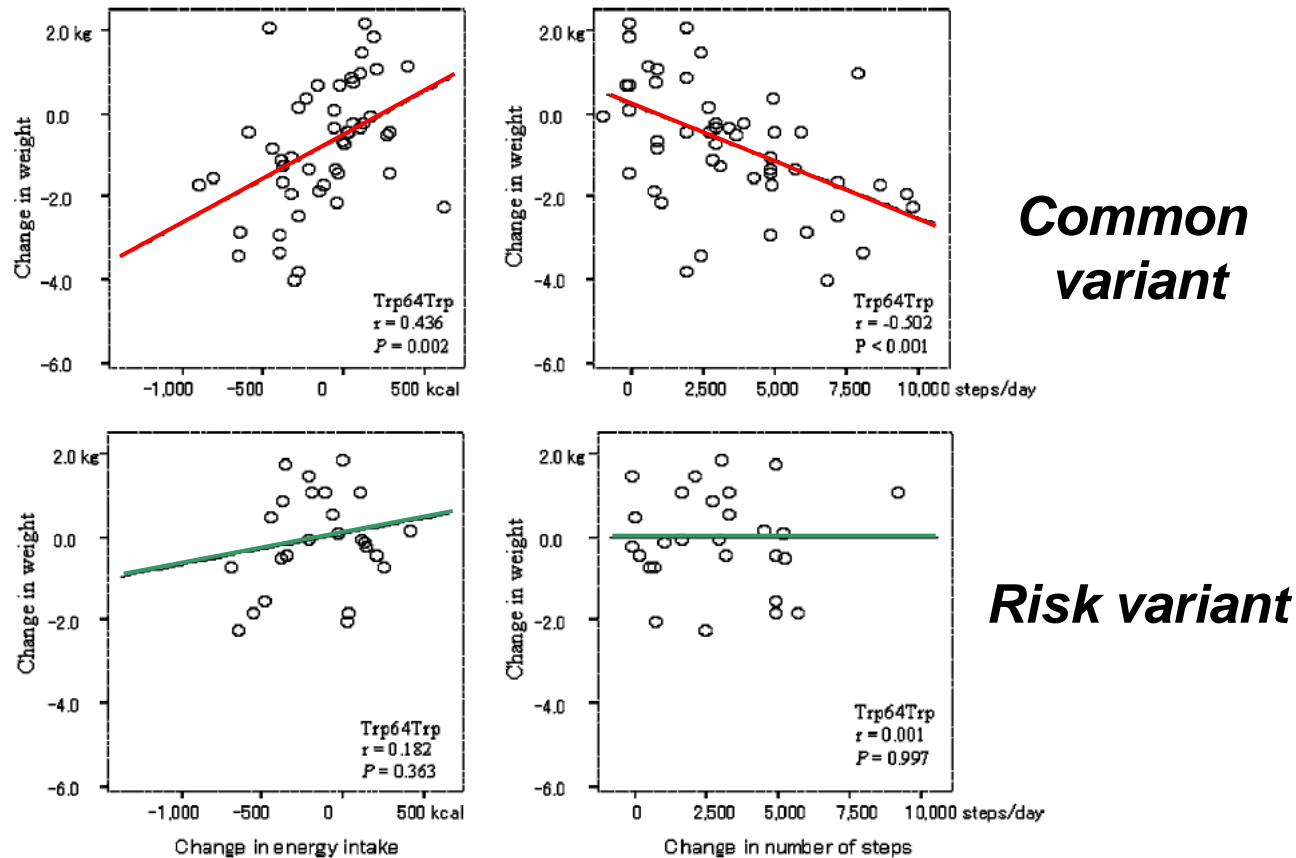 2.0 kg
0.0
−2.0
−4.0
−6.0
Change in weight
Trp64Trp
r = 0.436
P = 0.002
−1,000 −500 0 500 kcal
2.0 kg
0.0
−2.0
−4.0
−6.0
Change in weight
Trp64Trp
r = -0.502
P < 0.001
0 2,500 5,000 7,500 10,000 steps/day
Common
variant
2.0 kg
0.0
−2.0
−4.0
−6.0
Change in weight
Trp64Trp
r = 0.182
P = 0.363
−1,000 −500 0 500 kcal
Change in energy intake
2.0 kg
0.0
−2.0
−4.0
−6.0
Change in weight
Trp64Trp
r = 0.001
P = 0.997
0 2,500 5,000 7,500 10,000 steps/day
Change in number of steps
Risk variant